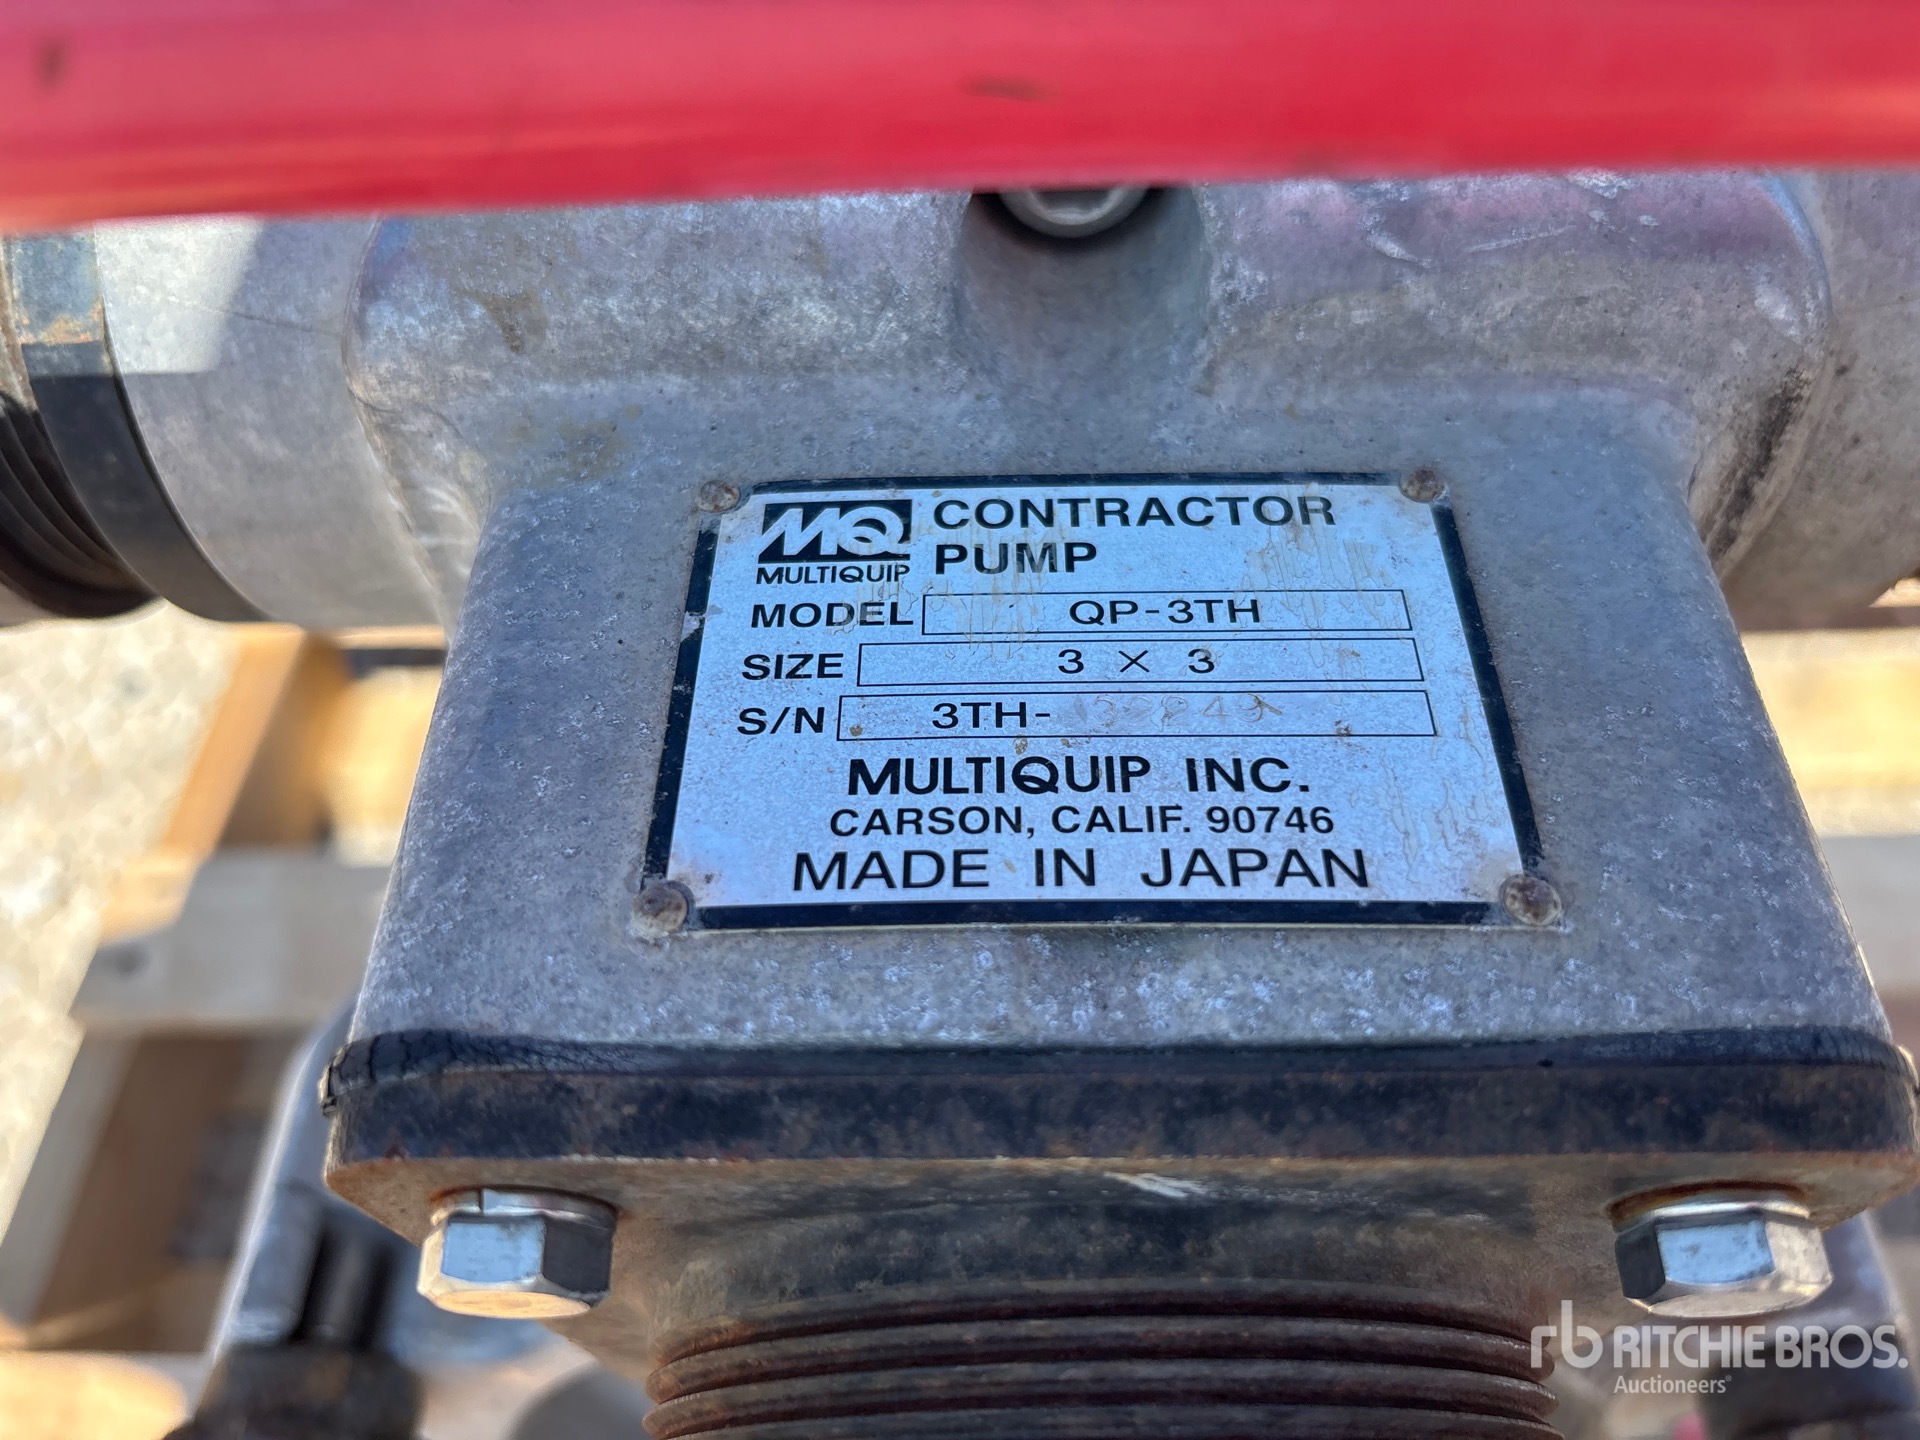 MQ CONTRACTOR
MULTIQUIP PUMP
MODEL QP-3TH
SIZE 3 × 3
S/N 3TH-
MULTIQUIP INC.
CARSON, CALIF. 90746
MADE IN JAPAN
rb RITCHIE BROS.
Auctioneers